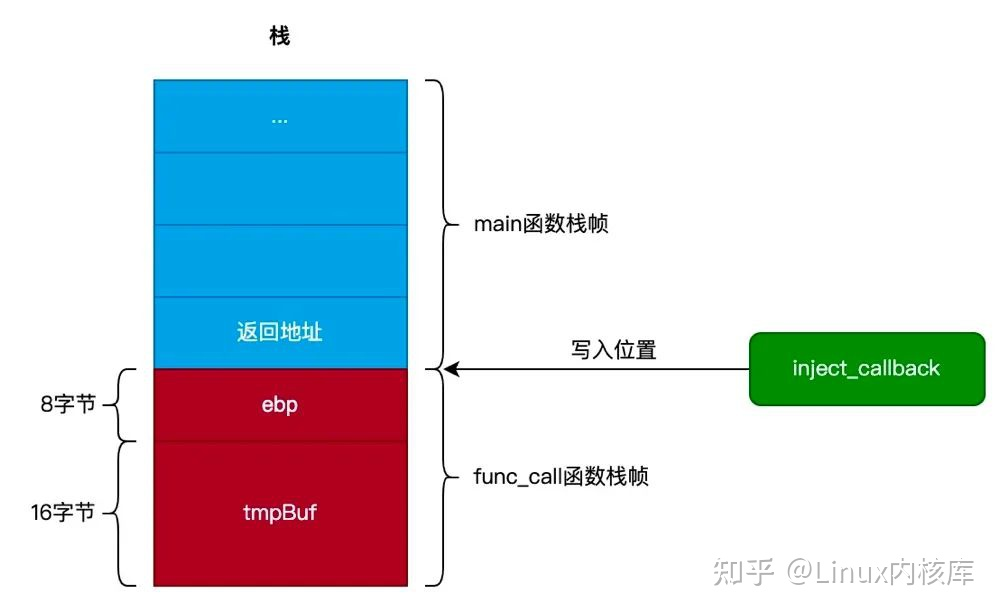 栈
...
main函数栈帧
返回地址
写入位置
inject_callback
8字节
ebp
func_call函数栈帧
16字节
tmpBuf
知乎 @Linux内核库